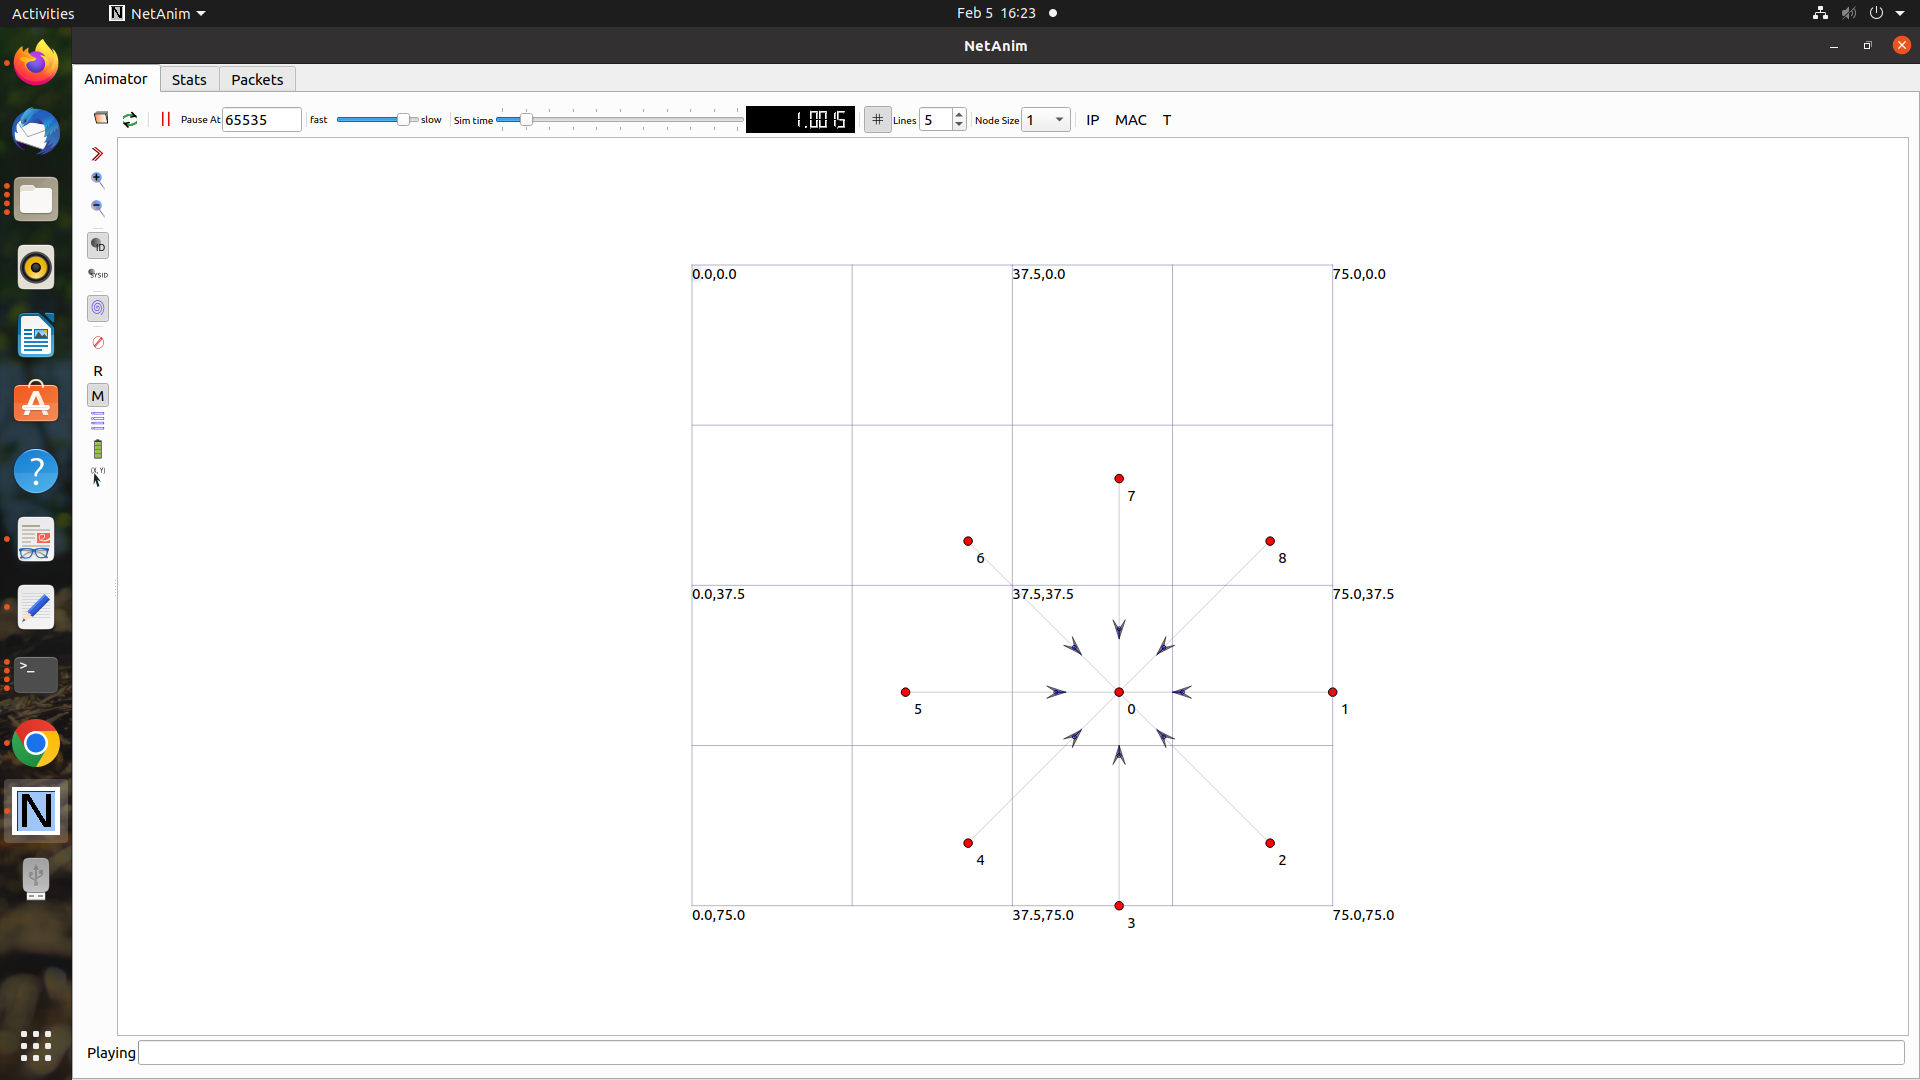 Activities NetAnim Feb 5 16:23
NetAnim
Animator Stats Packets
Pause At 65535 fast slow Sim time 1.0015 # Lines 5 Node Size 1 IP MAC T
ID
SYSID
R
M
(X, Y)
0.0,0.0 37.5,0.0 75.0,0.0
7
6 8
0.0,37.5 37.5,37.5 75.0,37.5
5 0 1
4 2
0.0,75.0 37.5,75.0 75.0,75.0
3
Playing